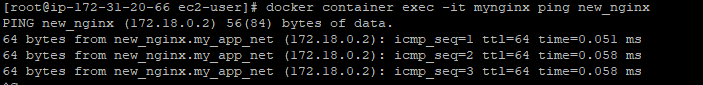 [root@ip-172-31-20-66 ec2-user]# docker container exec -it mynginx ping new_nginx
PING new_nginx (172.18.0.2) 56(84) bytes of data.
64 bytes from new_nginx.my_app_net (172.18.0.2): icmp_seq=1 ttl=64 time=0.051 ms
64 bytes from new_nginx.my_app_net (172.18.0.2): icmp_seq=2 ttl=64 time=0.058 ms
64 bytes from new_nginx.my_app_net (172.18.0.2): icmp_seq=3 ttl=64 time=0.058 ms